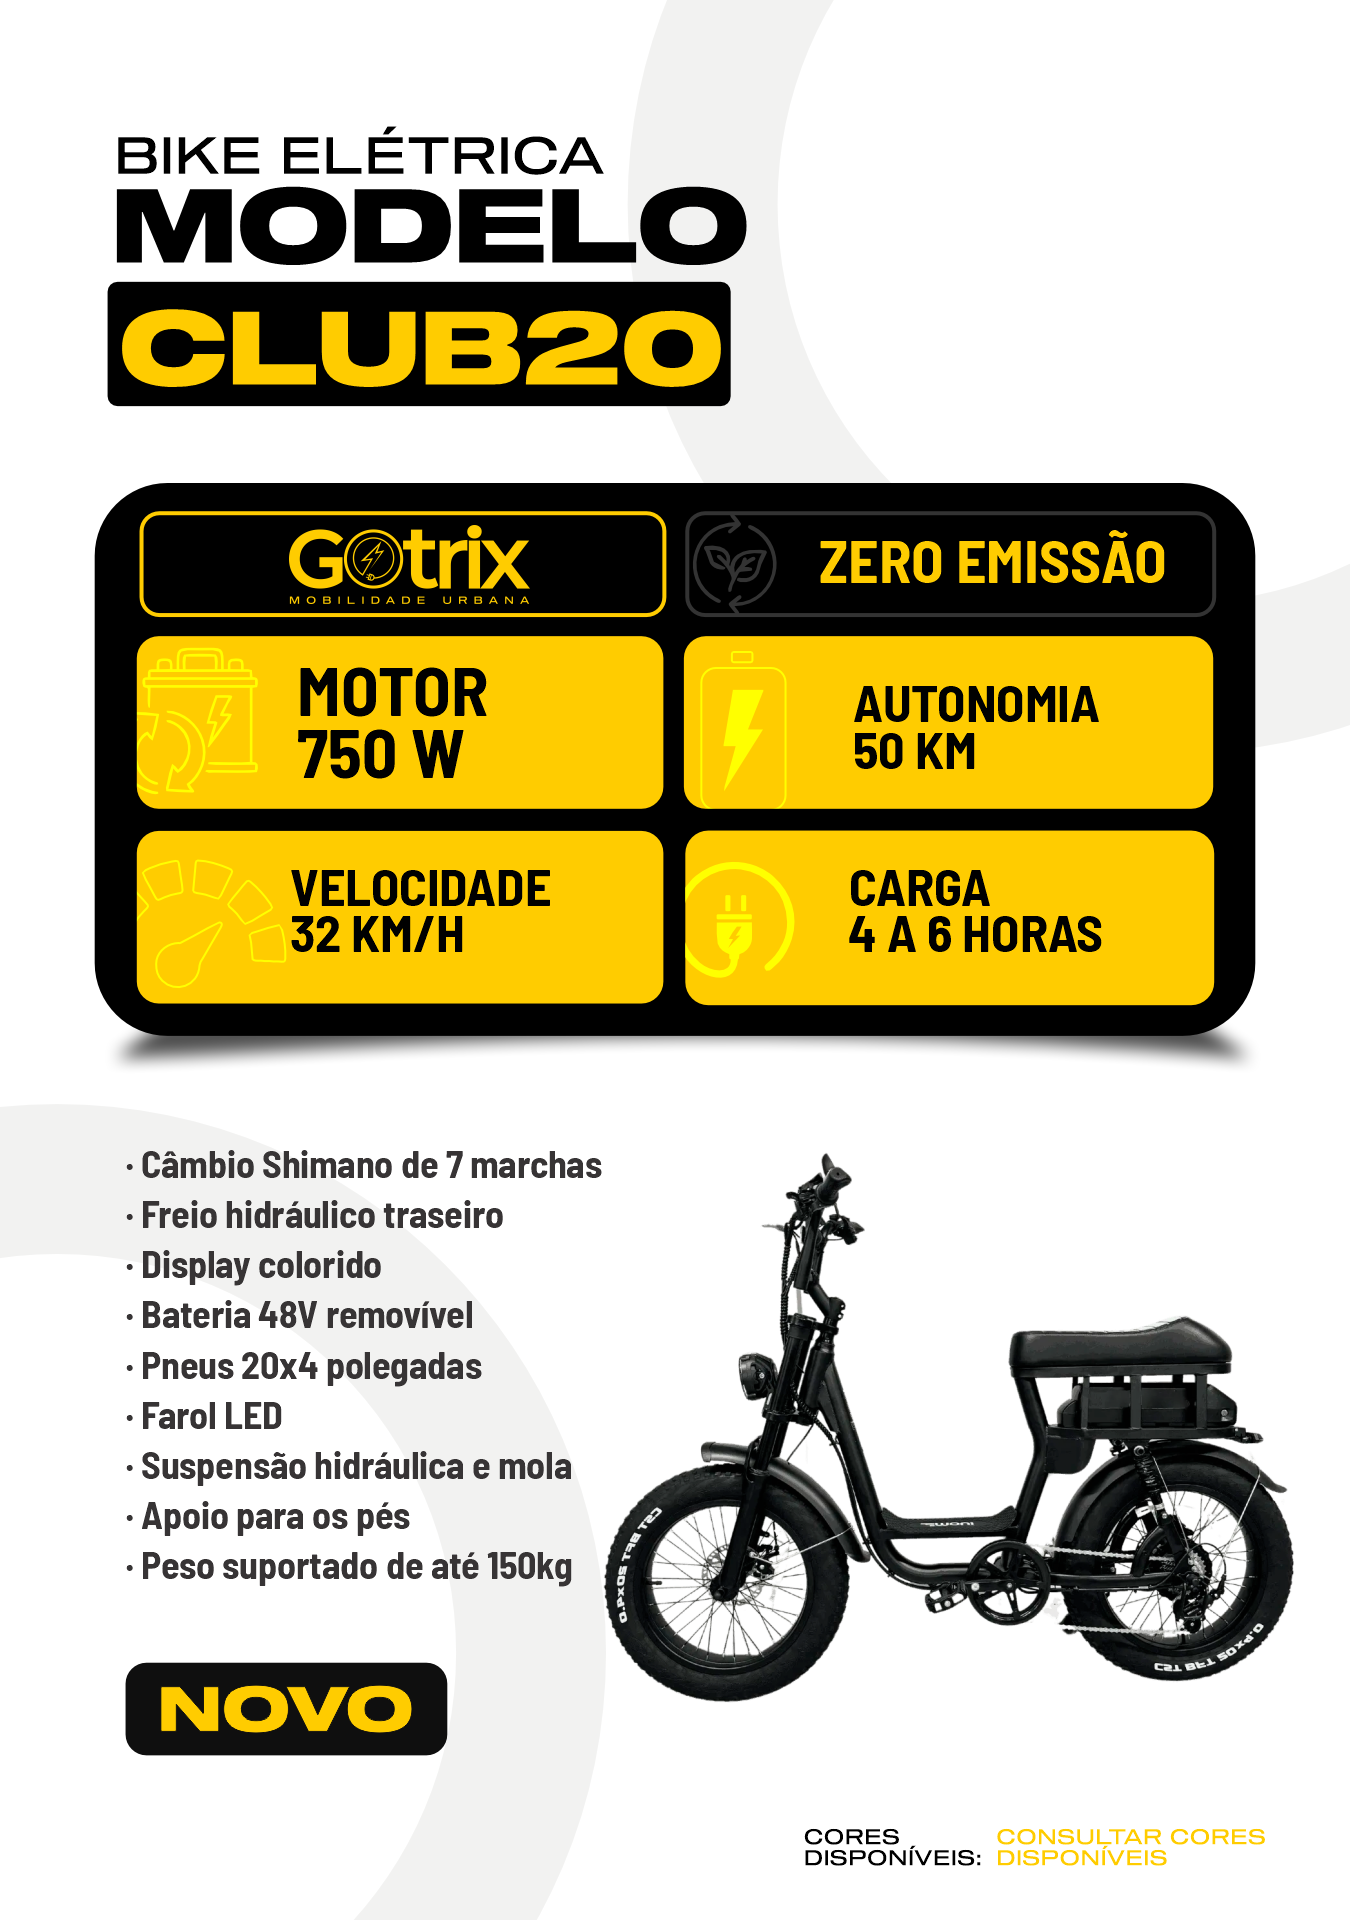 BIKE ELÉTRICA
MODELO
CLUB20
Gotrix
MOBILIDADE URBANA
ZERO EMISSÃO
MOTOR
750 W
AUTONOMIA
50 KM
VELOCIDADE
32 KM/H
CARGA
4 A 6 HORAS
· Câmbio Shimano de 7 marchas
· Freio hidráulico traseiro
· Display colorido
· Bateria 48V removível
· Pneus 20x4 polegadas
· Farol LED
· Suspensão hidráulica e mola
· Apoio para os pés
· Peso suportado de até 150kg
NOVO
CORES
DISPONÍVEIS:
CONSULTAR CORES
DISPONÍVEIS